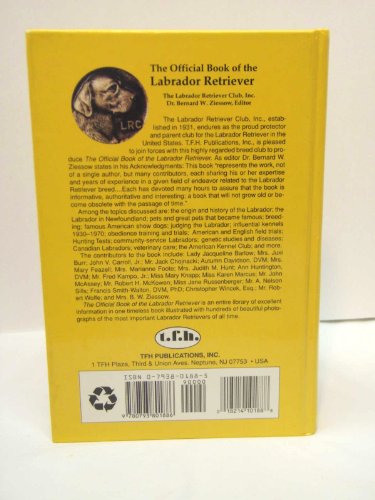 The Official Book of the
Labrador Retriever
The Labrador Retriever Club, Inc.
Dr. Bernard W. Ziessow, Editor
LRC
The Labrador Retriever Club, Inc., estab-
lished in 1931, endures as the proud protector
and parent club for the Labrador Retriever in the
United States. T.F.H. Publications, Inc., is pleased
to join forces with this highly regarded breed club to pro-
duce The Official Book of the Labrador Retriever. As editor Dr. Bernard W.
Ziessow states in his Acknowledgments: This book "represents the work, not
of a single author, but many contributors, each sharing his or her expertise
and years of experience in a given field of endeavor related to the Labrador
Retriever breed....Each has devoted many hours to assure that the book is
informative, authoritative and interesting; a book that will not grow old or be-
come obsolete with the passage of time."
Among the topics discussed are: the origin and history of the Labrador; the
Labrador in Newfoundland; pets and great pets that became famous; breed-
ing; famous American show dogs; judging the Labrador; influential kennels
1930–1970; obedience training and trials; American and English field trials;
Hunting Tests; community-service Labradors; genetic studies and diseases;
Canadian Labradors, veterinary care; the American Kennel Club; and more.
The contributors to the book include: Lady Jacqueline Barlow; Mrs. Juxi
Burr; John V. Carroll, Jr.; Mr. Jack Chojnacki; Autumn Davidson, DVM; Mrs.
Mary Feazell; Mrs. Marianne Foote; Mrs. Judith M. Hunt; Ann Huntington,
DVM; Mr. Fred Kampo, Jr.; Miss Mary Knapp; Miss Karen Marcus; Mr. John
McAssey; Mr. Robert H. McKowen; Miss Jane Russenberger; Mr. A. Nelson
Sills; Francis Smith-Walton, DVM, PhD; Christopher Wincek, Esq.; Mr. Rob-
en Wolfe; and Mrs. B. W. Ziessow.
The Official Book of the Labrador Retriever is an entire library of excellent
information in one timeless book illustrated with hundreds of beautiful photo-
graphs of the most important Labrador Retrievers of all time.
t.f.h.
TFH PUBLICATIONS, INC.
1 TFH Plaza, Third & Union Aves. Neptune, NJ 07753 • USA
ISBN 0-7938-0188-3
90000
9 780793 801886
0 18214 10188 8